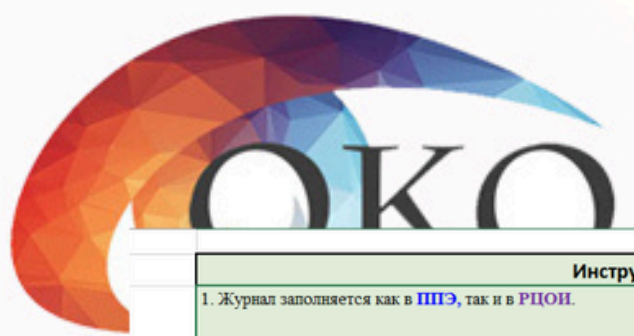 ОКО
Инстру
1. Журнал заполняется как в ППЭ, так и в РЦОИ.